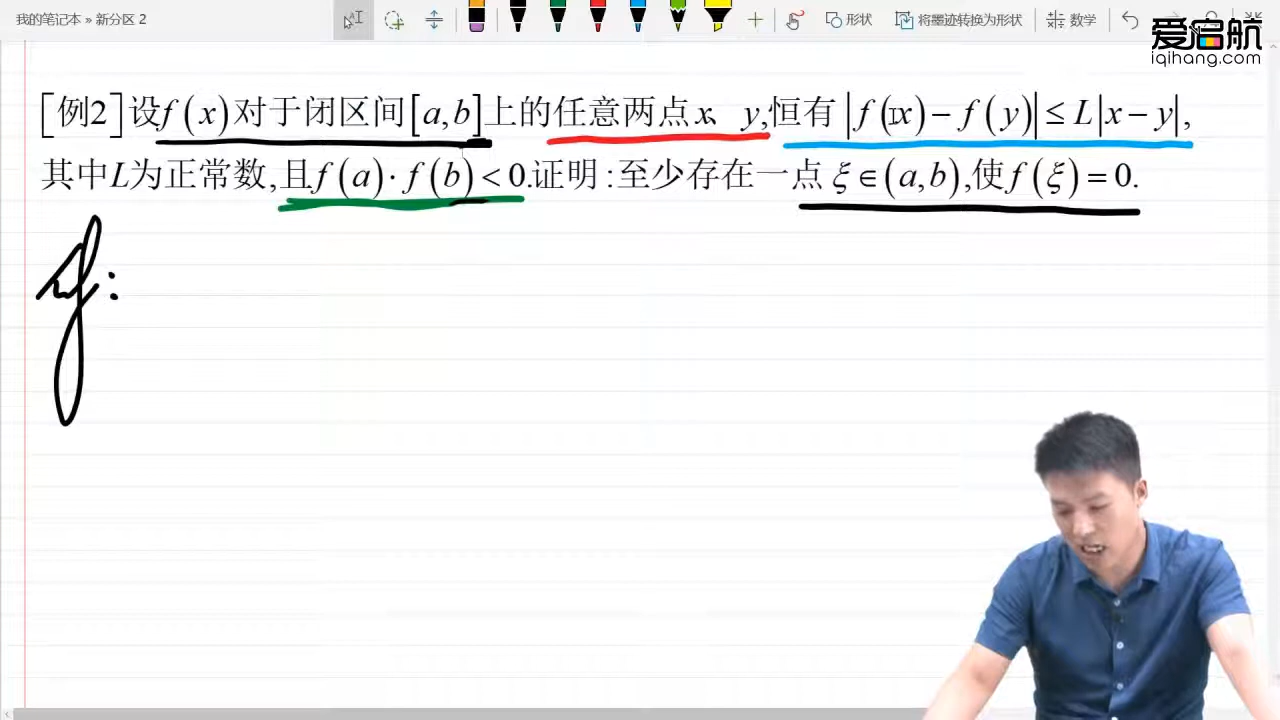 我的笔记本 » 新分区 2
形状
将墨迹转换为形状
数学
爱启航
iqihang.com
[例2]设f(x)对于闭区间[a,b]上的任意两点x、y,恒有|f(x)-f(y)|≤L|x-y|,
其中L为正常数,且f(a)·f(b)<0.证明:至少存在一点ξ∈(a,b),使f(ξ)=0.